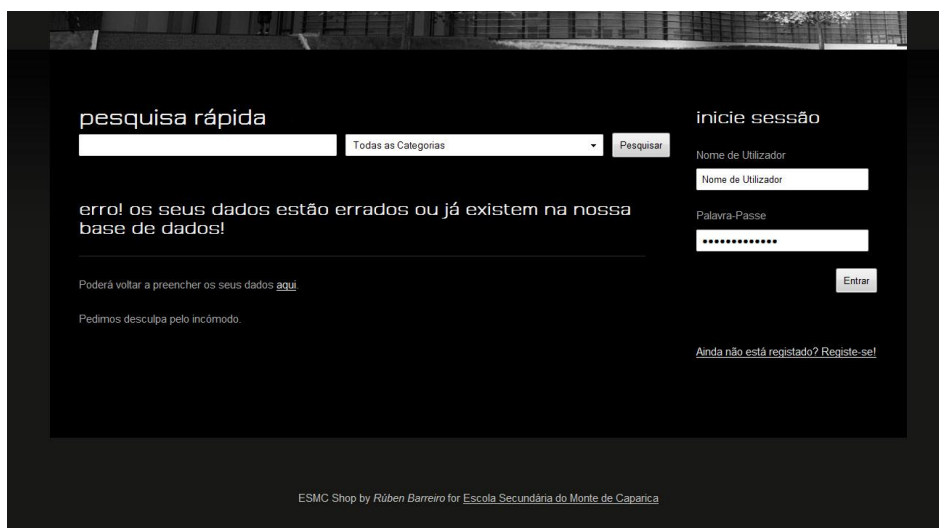 pesquisa rápida
Todas as Categorias
Pesquisar
erro! os seus dados estão errados ou já existem na nossa
base de dados!
Poderá voltar a preencher os seus dados aqui.
Pedimos desculpa pelo incómodo.
inicie sessão
Nome de Utilizador
Nome de Utilizador
Palavra-Passe
•••••••••••••
Entrar
Ainda não está registado? Registe-se!
ESMC Shop by Rúben Barreiro for Escola Secundária do Monte de Caparica